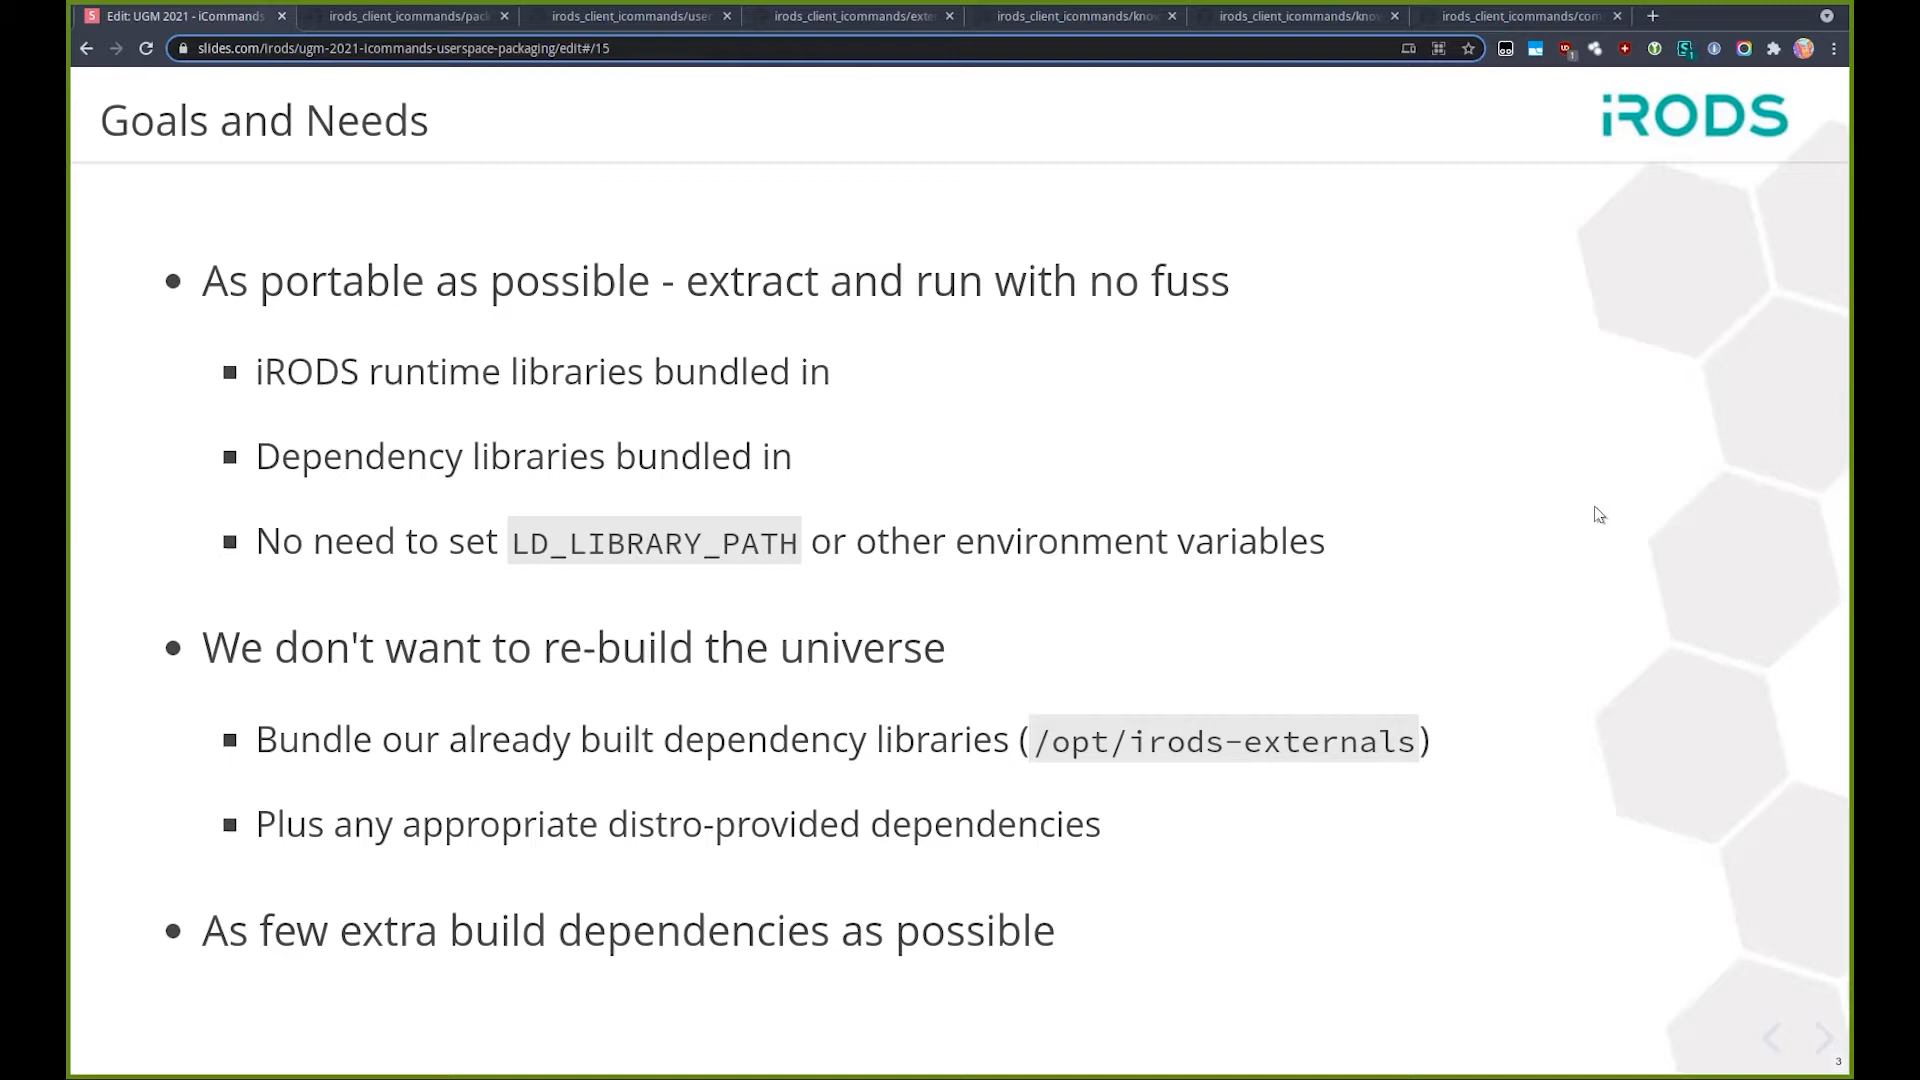 Edit: UGM 2021 - iCommands
irods_client_icommands/pac
irods_client_icommands/user
irods_client_icommands/exte
irods_client_icommands/kno
irods_client_icommands/kno
irods_client_icommands/com
slides.com/irods/ugm-2021-icommands-userspace-packaging/edit#/15
Goals and Needs
iRODS
• As portable as possible - extract and run with no fuss
▪ iRODS runtime libraries bundled in
▪ Dependency libraries bundled in
▪ No need to set LD_LIBRARY_PATH or other environment variables
• We don't want to re-build the universe
▪ Bundle our already built dependency libraries (/opt/irods-externals)
▪ Plus any appropriate distro-provided dependencies
• As few extra build dependencies as possible
3